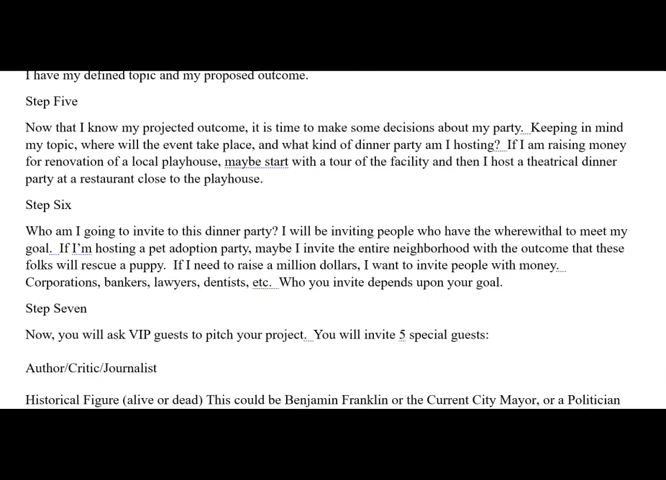 I have my defined topic and my proposed outcome.
Step Five
Now that I know my projected outcome, it is time to make some decisions about my party.  Keeping in mind
my topic, where will the event take place, and what kind of dinner party am I hosting?  If I am raising money
for renovation of a local playhouse, maybe start with a tour of the facility and then I host a theatrical dinner
party at a restaurant close to the playhouse.
Step Six
Who am I going to invite to this dinner party? I will be inviting people who have the wherewithal to meet my
goal.  If I’m hosting a pet adoption party, maybe I invite the entire neighborhood with the outcome that these
folks will rescue a puppy.  If I need to raise a million dollars, I want to invite people with money.
Corporations, bankers, lawyers, dentists, etc.  Who you invite depends upon your goal.
Step Seven
Now, you will ask VIP guests to pitch your project.  You will invite 5 special guests:
Author/Critic/Journalist
Historical Figure (alive or dead) This could be Benjamin Franklin or the Current City Mayor, or a Politician